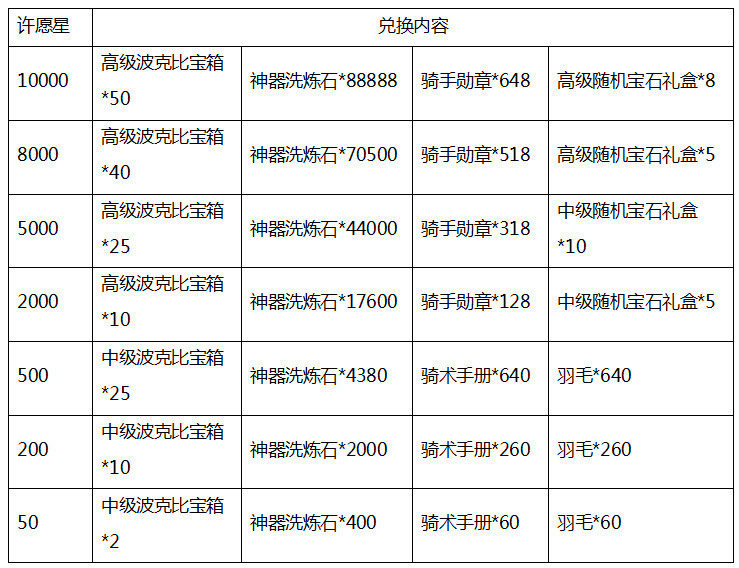 许愿星 兑换内容
10000 高级波克比宝箱
*50 神器洗炼石*88888 骑手勋章*648 高级随机宝石礼盒*8
8000 高级波克比宝箱
*40 神器洗炼石*70500 骑手勋章*518 高级随机宝石礼盒*5
5000 高级波克比宝箱
*25 神器洗炼石*44000 骑手勋章*318 中级随机宝石礼盒
*10
2000 高级波克比宝箱
*10 神器洗炼石*17600 骑手勋章*128 中级随机宝石礼盒*5
500 中级波克比宝箱
*25 神器洗炼石*4380 骑术手册*640 羽毛*640
200 中级波克比宝箱
*10 神器洗炼石*2000 骑术手册*260 羽毛*260
50 中级波克比宝箱
*2 神器洗炼石*400 骑术手册*60 羽毛*60